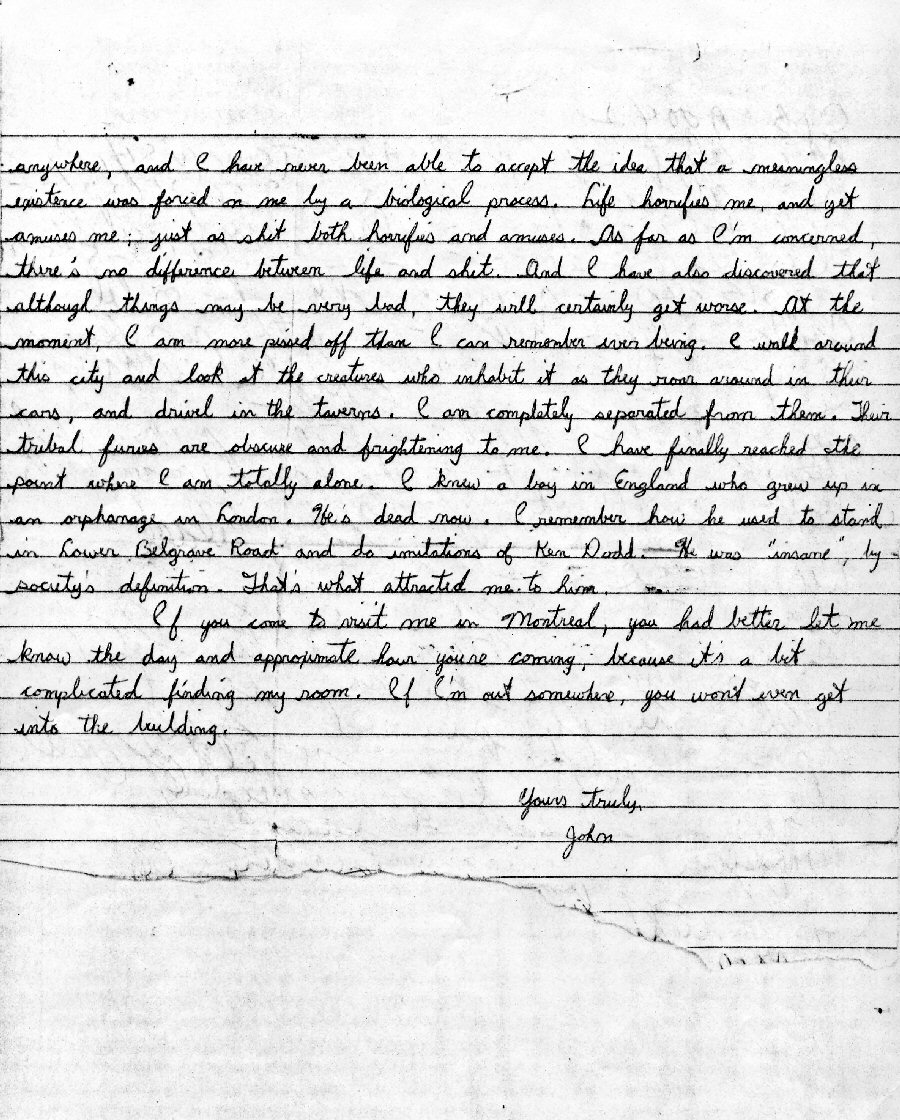 anywhere, and I have never been able to accept the idea that a meaningless
existence was forced on me by a biological process. Life horrifies me, and yet
amuses me; just as shit both horrifies and amuses. As far as I'm concerned,
there's no difference between life and shit. And I have also discovered that
although things may be very bad, they will certainly get worse. At the
moment, I am more pissed off than I can remember ever being. I walk around
this city and look at the creatures who inhabit it as they roar around in their
cars, and drivel in the taverns. I am completely separated from them. Their
tribal furies are obscure and frightening to me. I have finally reached the
point where I am totally alone. I knew a boy in England who grew up in
an orphanage in London. He's dead now. I remember how he used to stand
in Lower Belgrave Road and do imitations of Ken Dodd. He was "insane", by
society's definition. That's what attracted me to him.
If you come to visit me in Montreal, you had better let me
know the day and approximate hour you're coming, because it's a bit
complicated finding my room. If I'm out somewhere, you won't even get
into the building.
Yours truly,
John